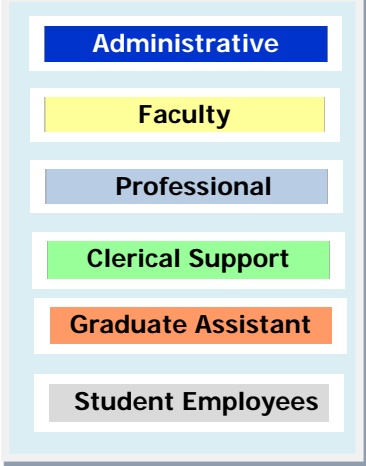 Administrative
Faculty
Professional
Clerical Support
Graduate Assistant
Student Employees